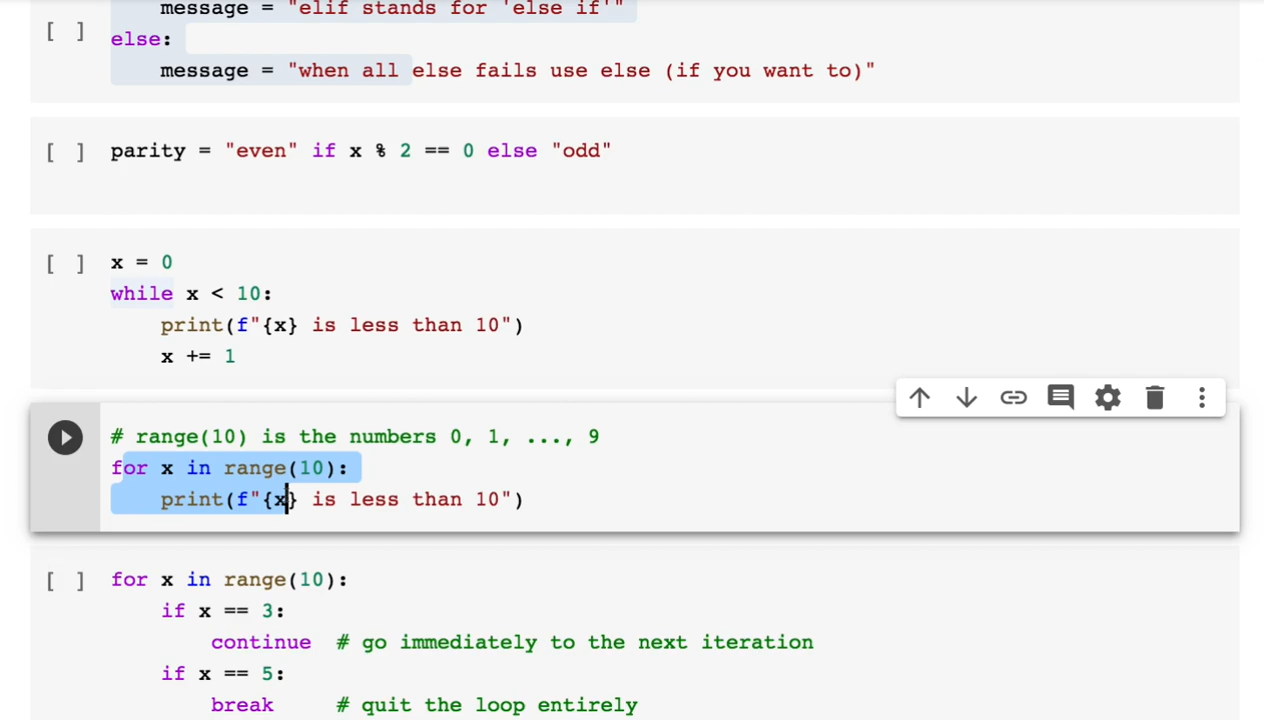 message = "elif stands for 'else if'"
[ ] else:
message = "when all else fails use else (if you want to)"
[ ] parity = "even" if x % 2 == 0 else "odd"
[ ] x = 0
while x < 10:
print(f"{x} is less than 10")
x += 1
# range(10) is the numbers 0, 1, ..., 9
for x in range(10):
print(f"{x} is less than 10")
[ ] for x in range(10):
if x == 3:
continue # go immediately to the next iteration
if x == 5:
break # quit the loop entirely